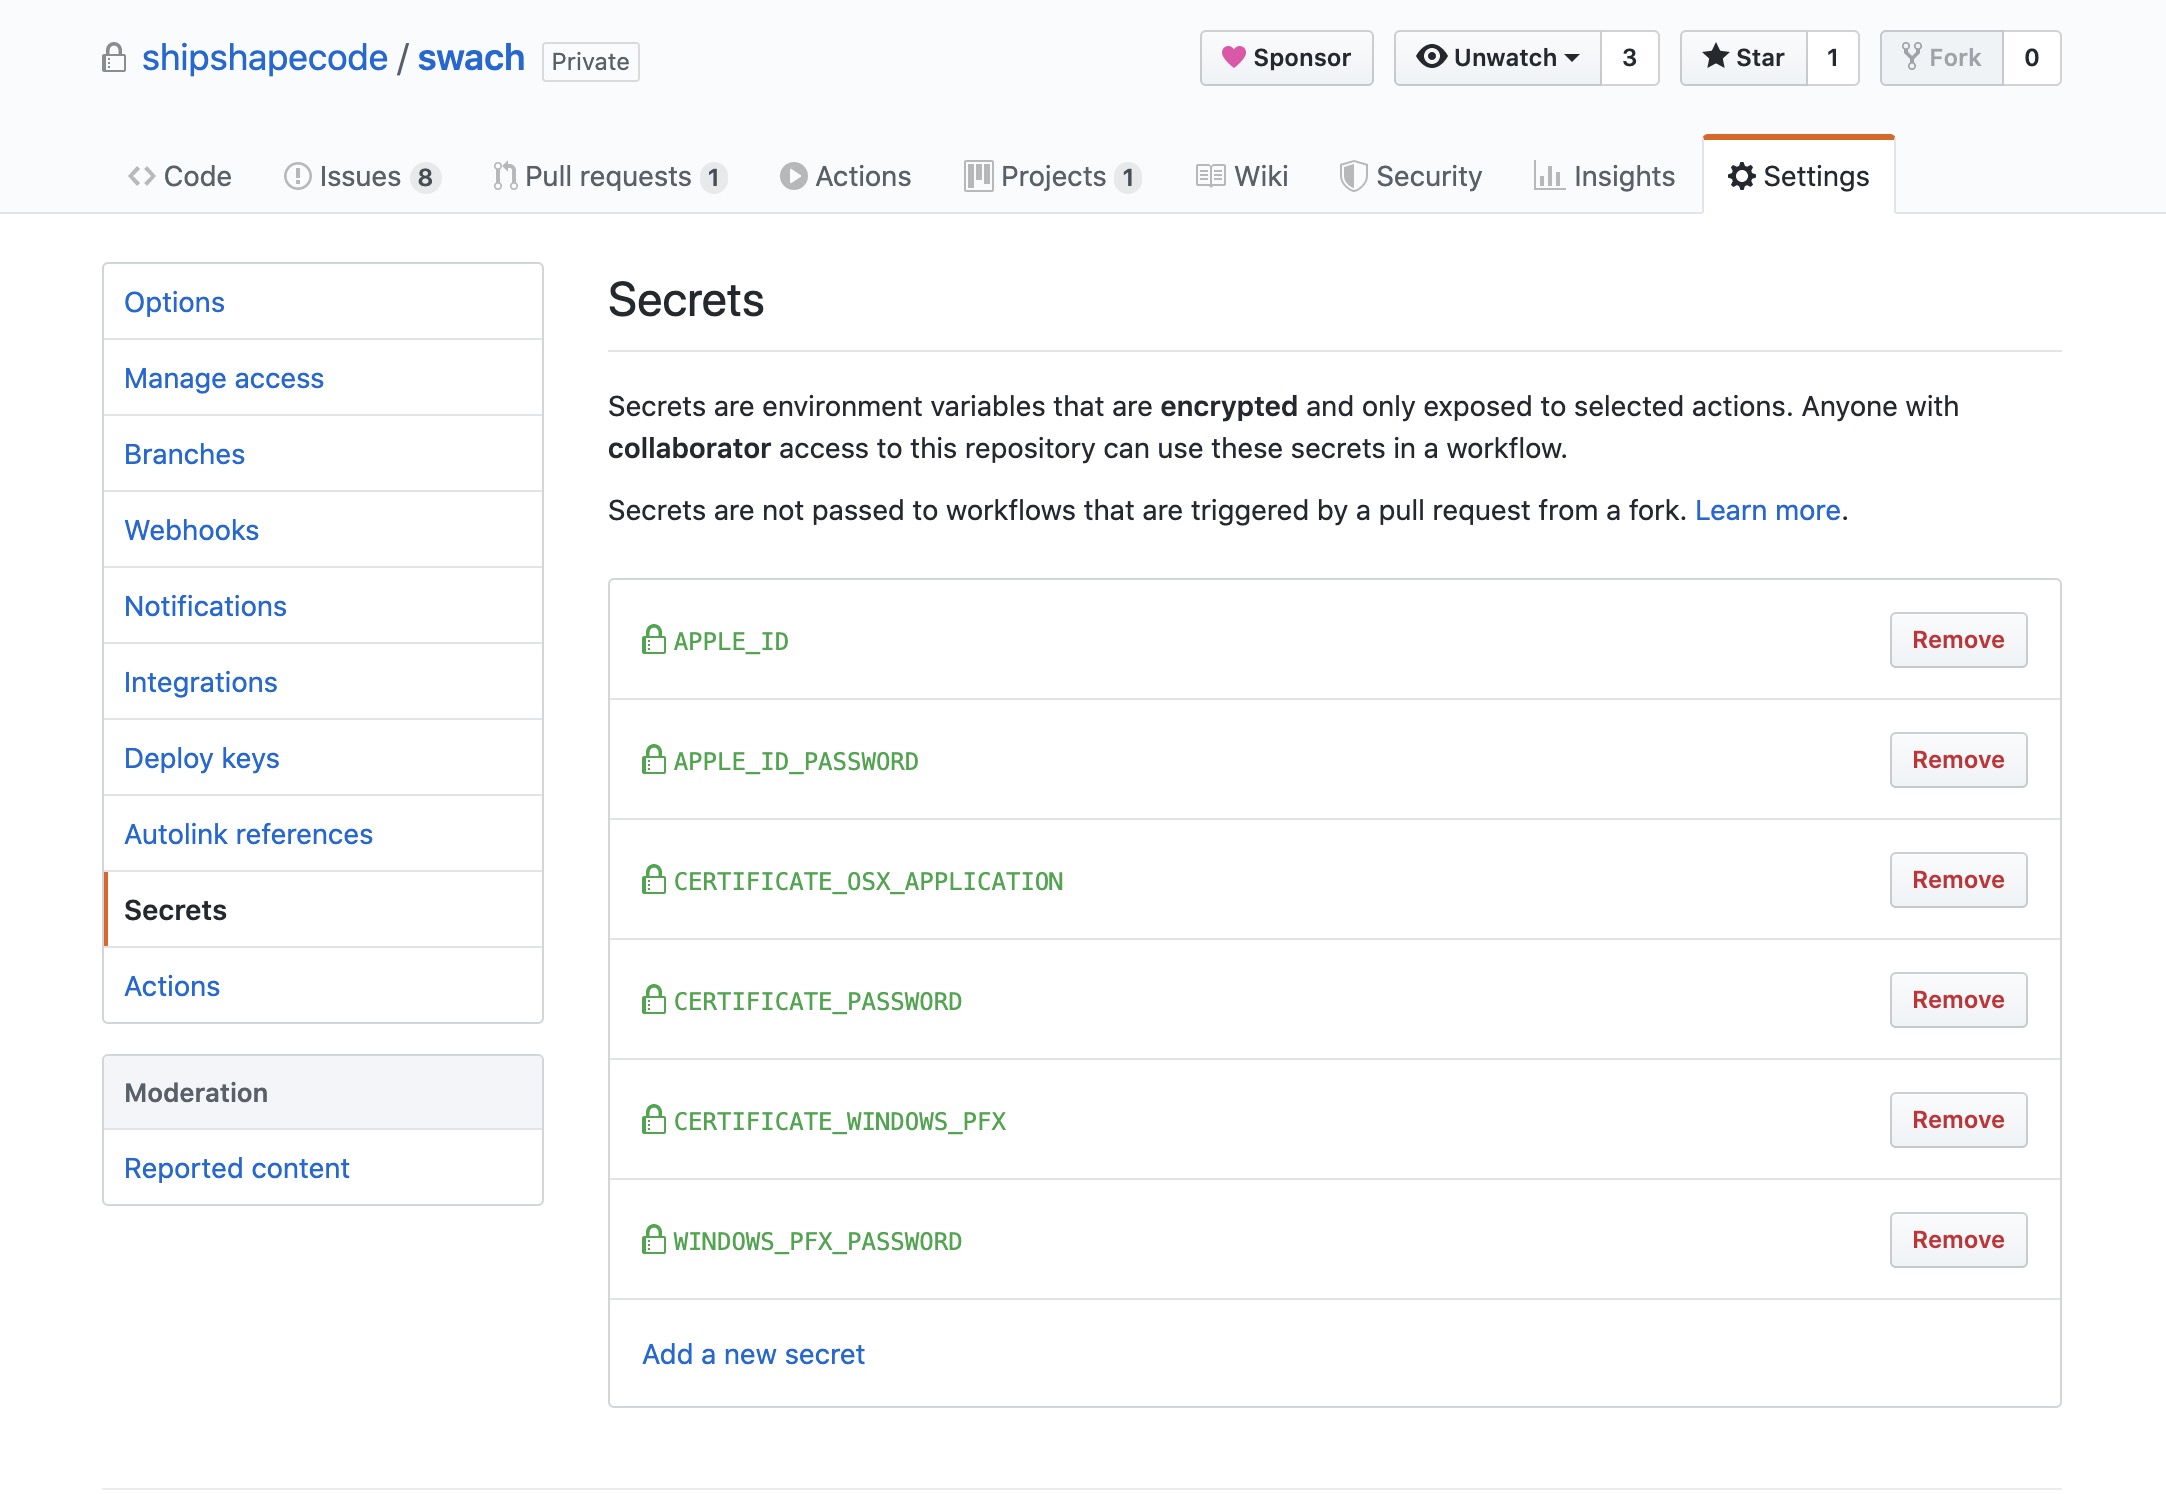 shipshapecode / swach Private
Sponsor Unwatch 3 Star 1 Fork 0
Code Issues 8 Pull requests 1 Actions Projects 1 Wiki Security Insights Settings
Options
Manage access
Branches
Webhooks
Notifications
Integrations
Deploy keys
Autolink references
Secrets
Actions
Moderation
Reported content
Secrets
Secrets are environment variables that are encrypted and only exposed to selected actions. Anyone with
collaborator access to this repository can use these secrets in a workflow.
Secrets are not passed to workflows that are triggered by a pull request from a fork. Learn more.
APPLE_ID Remove
APPLE_ID_PASSWORD Remove
CERTIFICATE_OSX_APPLICATION Remove
CERTIFICATE_PASSWORD Remove
CERTIFICATE_WINDOWS_PFX Remove
WINDOWS_PFX_PASSWORD Remove
Add a new secret